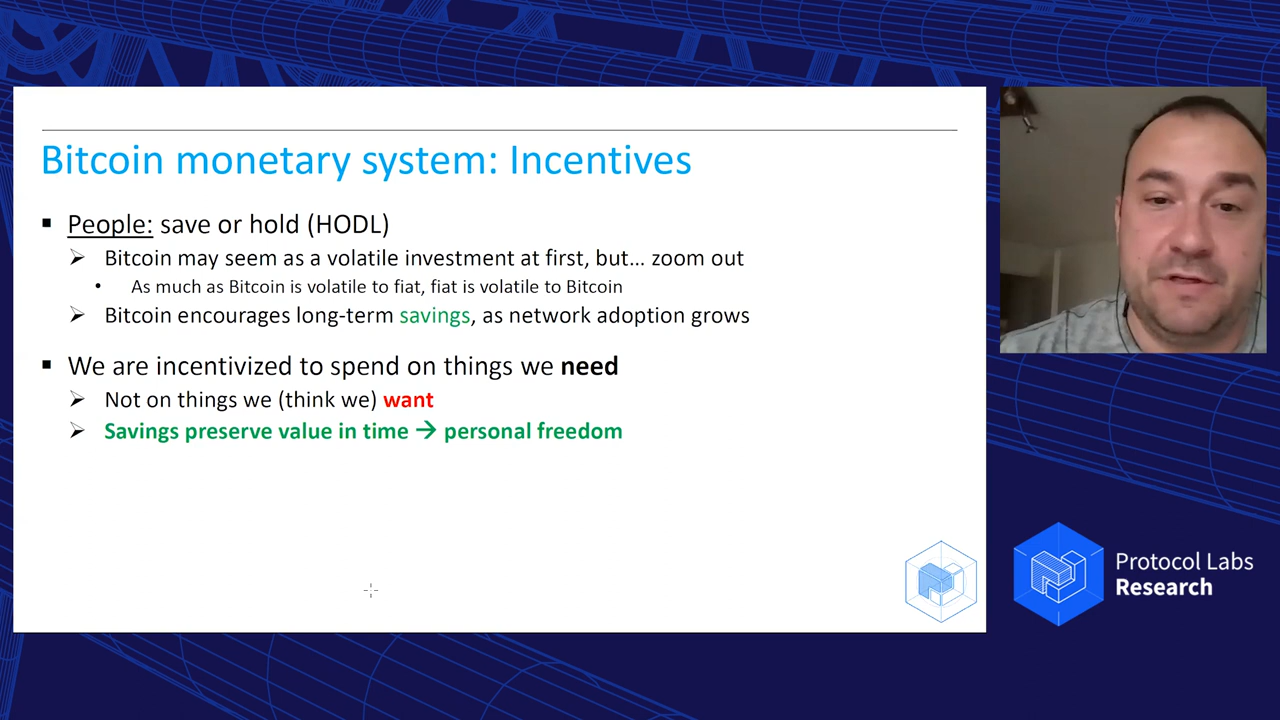 Bitcoin monetary system: Incentives
▪ People: save or hold (HODL)
➢ Bitcoin may seem as a volatile investment at first, but... zoom out
• As much as Bitcoin is volatile to fiat, fiat is volatile to Bitcoin
➢ Bitcoin encourages long-term savings, as network adoption grows
▪ We are incentivized to spend on things we need
➢ Not on things we (think we) want
➢ Savings preserve value in time → personal freedom
Protocol Labs
Research